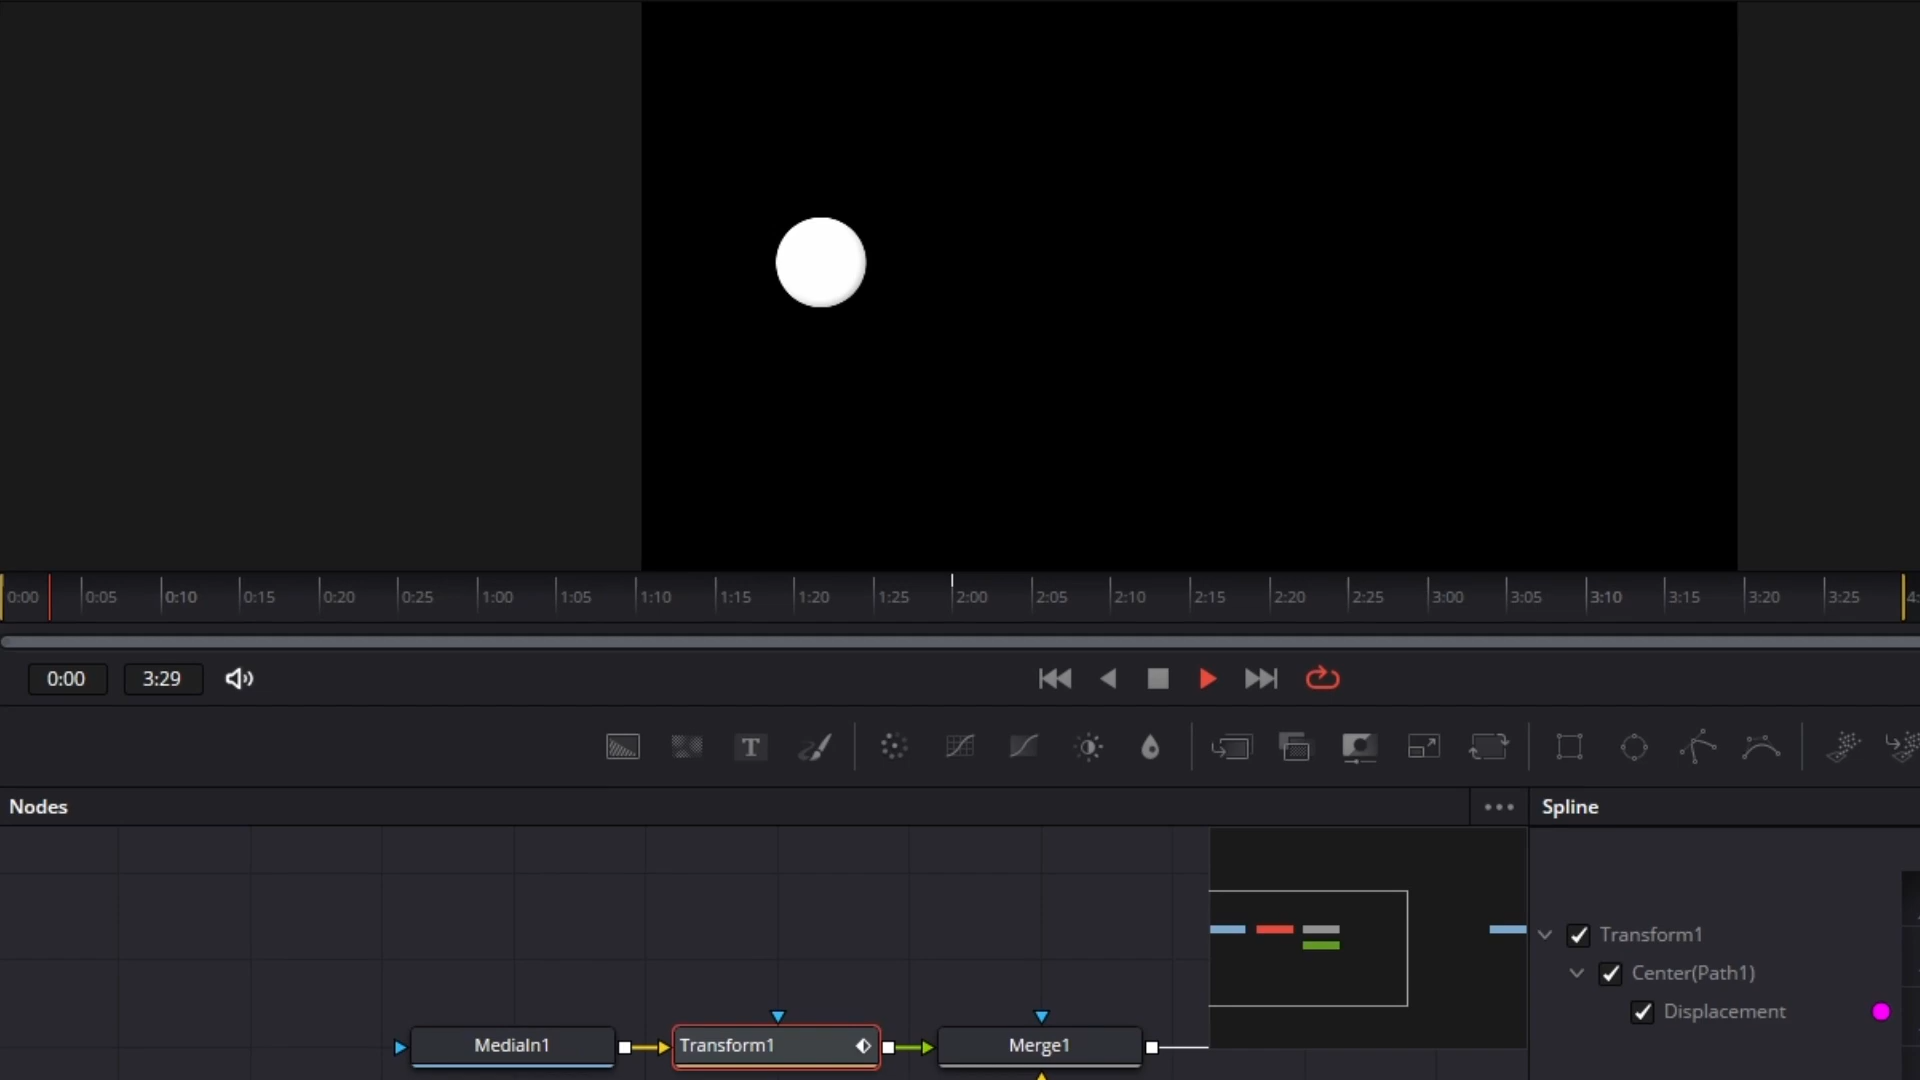 0:00 0:05 0:10 0:15 0:20 0:25 1:00 1:05 1:10 1:15 1:20 1:25 2:00 2:05 2:10 2:15 2:20 2:25 3:00 3:05 3:10 3:15 3:20 3:25 4:
0:00 3:29
T
Nodes Spline
Transform1
Center(Path1)
Displacement
MediaIn1 Transform1 Merge1